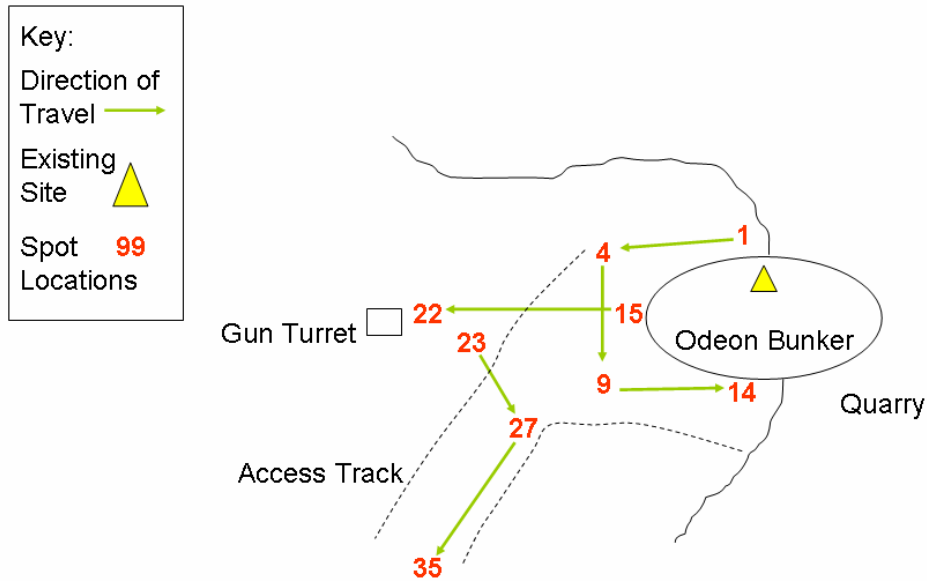 Key:
Direction of
Travel
Existing
Site
Spot 99
Locations
1
4
22
15
Gun Turret
23
Odeon Bunker
9
14
Quarry
27
Access Track
35